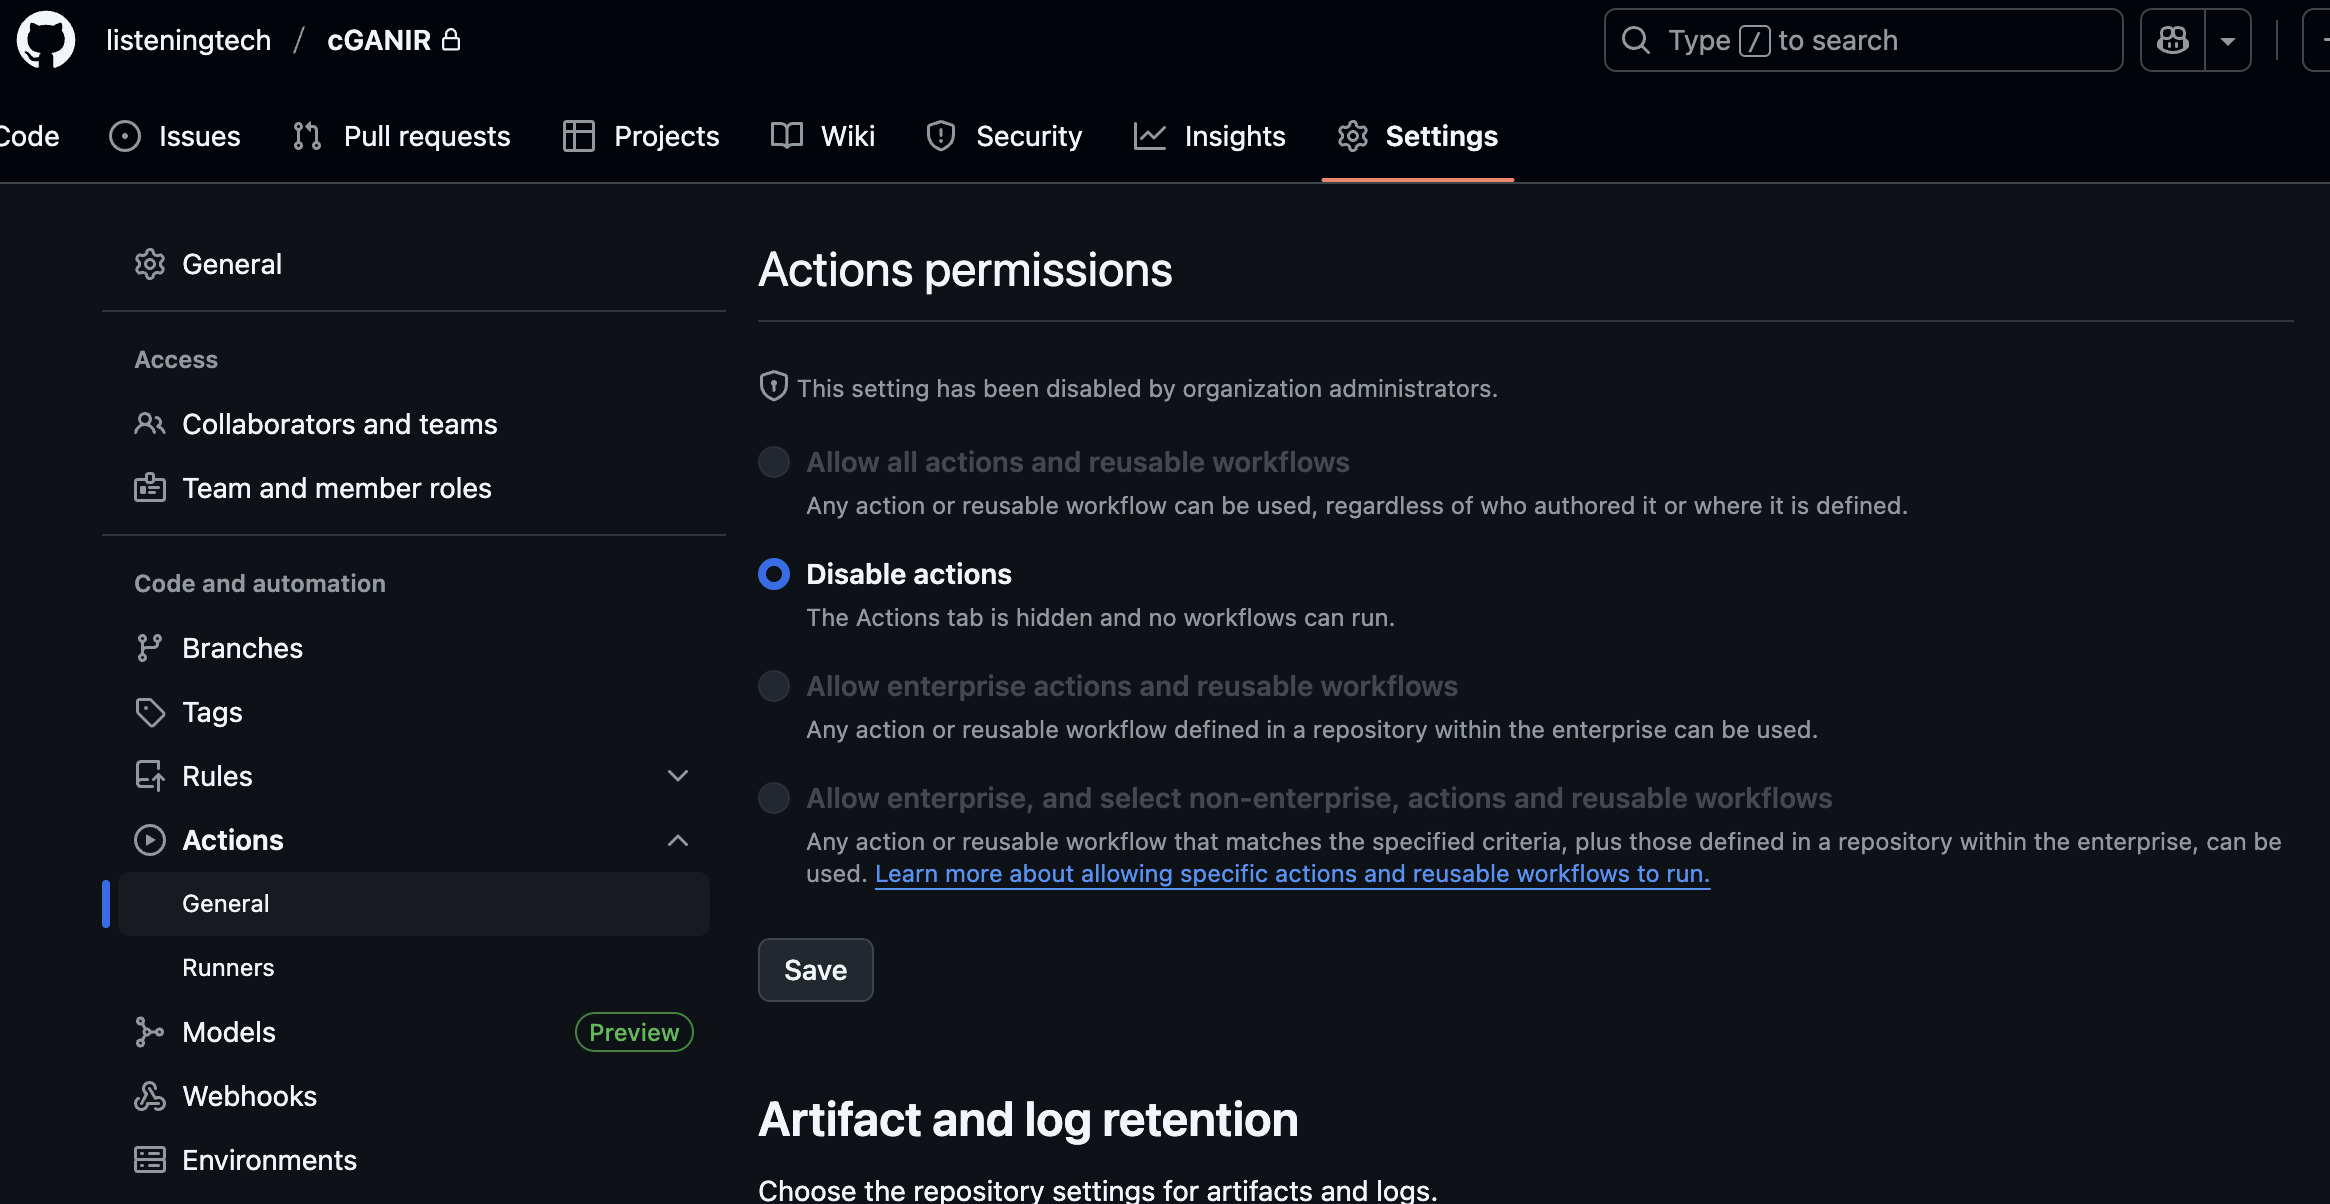 listeningtech / cGANIR
Type / to search
Code
Issues
Pull requests
Projects
Wiki
Security
Insights
Settings
General
Access
Collaborators and teams
Team and member roles
Code and automation
Branches
Tags
Rules
Actions
General
Runners
Models
Preview
Webhooks
Environments
Actions permissions
This setting has been disabled by organization administrators.
Allow all actions and reusable workflows
Any action or reusable workflow can be used, regardless of who authored it or where it is defined.
Disable actions
The Actions tab is hidden and no workflows can run.
Allow enterprise actions and reusable workflows
Any action or reusable workflow defined in a repository within the enterprise can be used.
Allow enterprise, and select non-enterprise, actions and reusable workflows
Any action or reusable workflow that matches the specified criteria, plus those defined in a repository within the enterprise, can be
used. Learn more about allowing specific actions and reusable workflows to run.
Save
Artifact and log retention
Choose the repository settings for artifacts and logs.